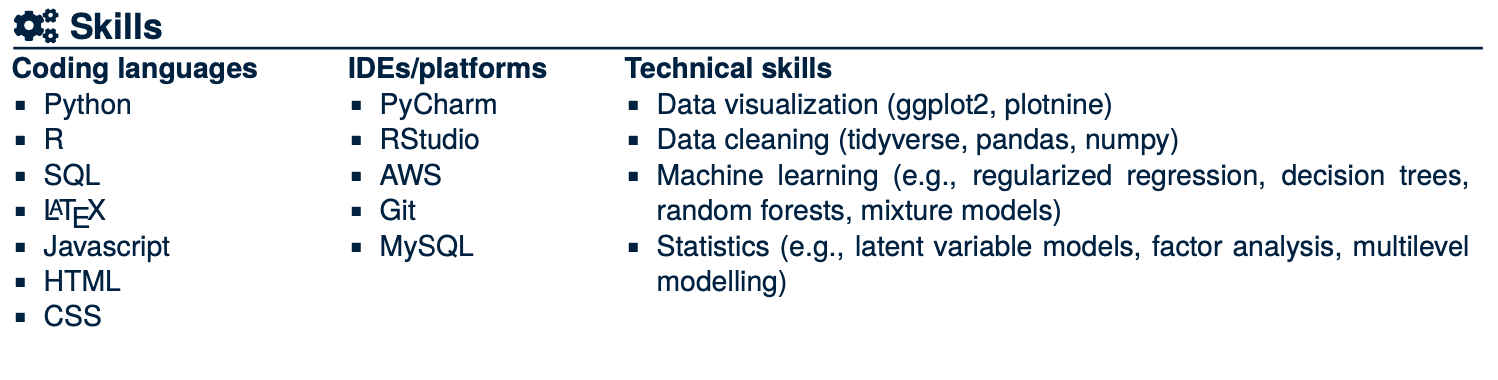 Skills
Coding languages
Python
R
SQL
LATEX
Javascript
HTML
CSS
IDEs/platforms
PyCharm
RStudio
AWS
Git
MySQL
Technical skills
Data visualization (ggplot2, plotnine)
Data cleaning (tidyverse, pandas, numpy)
Machine learning (e.g., regularized regression, decision trees,
random forests, mixture models)
Statistics (e.g., latent variable models, factor analysis, multilevel
modelling)